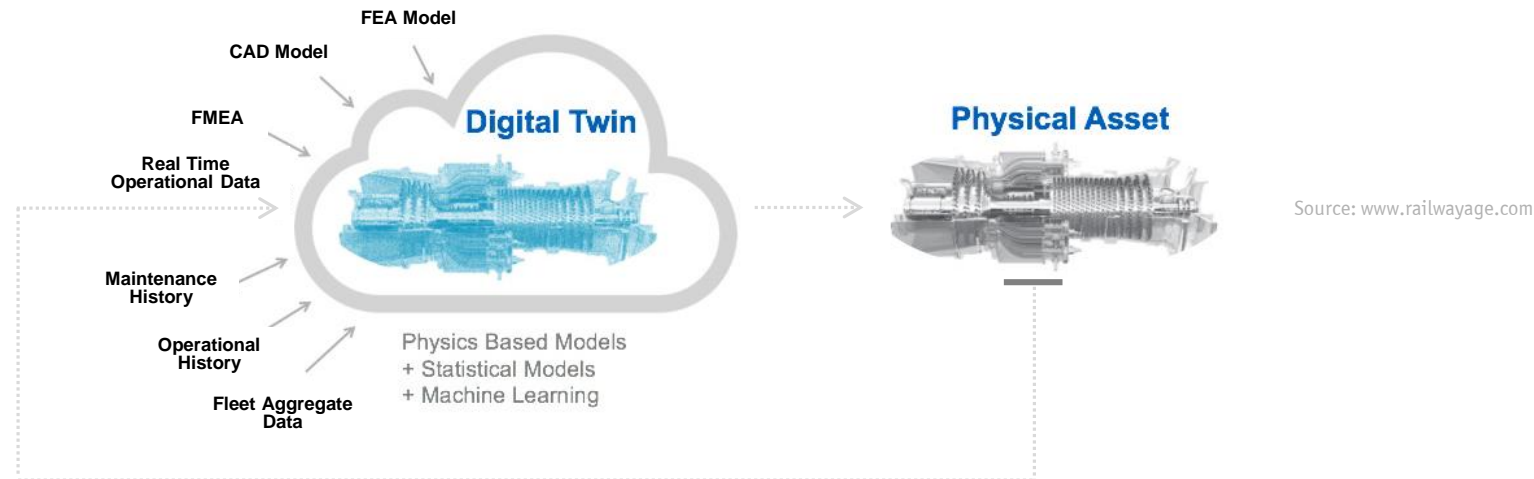 FEA Model
CAD Model
FMEA
Real Time
Operational Data
Maintenance
History
Operational
History
Fleet Aggregate
Data
Digital Twin
Physics Based Models
+ Statistical Models
+ Machine Learning
Physical Asset
Source: www.railwayage.com